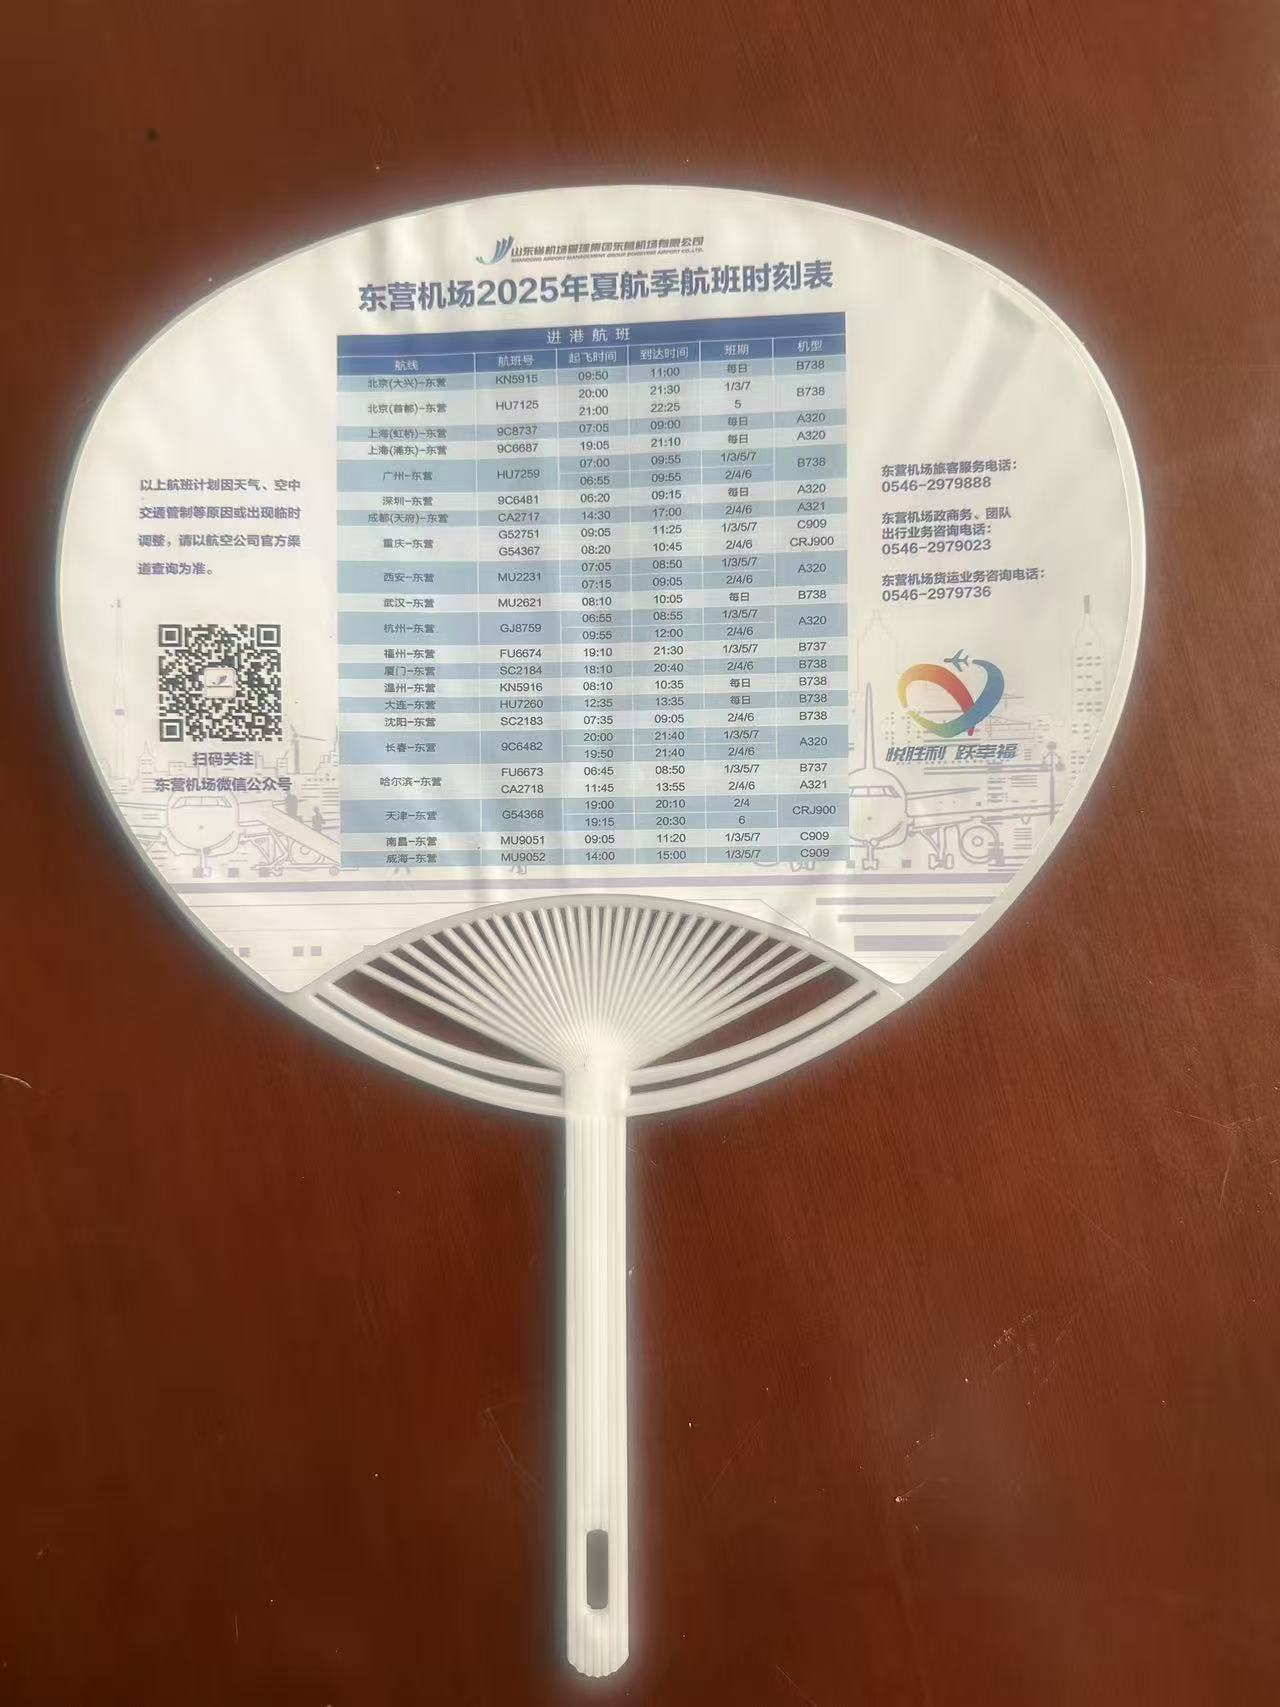 山东省机场管理集团东营机场有限公司
SHANDONG AIRPORT MANAGEMENT GROUP DONGYING AIRPORT CO.,LTD.
东营机场2025年夏航季航班时刻表
进港航班
航线 航班号 起飞时间 到达时间 班期 机型
北京(大兴)-东营 KN5915 09:50 11:00 每日 B738
北京(首都)-东营 HU7125 20:00 21:30 1/3/7 B738
21:00 22:25 5
上海(虹桥)-东营 9C8737 07:05 09:00 每日 A320
上海(浦东)-东营 9C6687 19:05 21:10 每日 A320
广州-东营 HU7259 07:00 09:55 1/3/5/7 B738
06:55 09:55 2/4/6
深圳-东营 9C6481 06:20 09:15 每日 A320
成都(天府)-东营 CA2717 14:30 17:00 2/4/6 A321
重庆-东营 G52751 09:05 11:25 1/3/5/7 C909
G54367 08:20 10:45 2/4/6 CRJ900
西安-东营 MU2231 07:05 08:50 1/3/5/7 A320
07:15 09:05 2/4/6
武汉-东营 MU2621 08:10 10:05 每日 B738
杭州-东营 GJ8759 06:55 08:55 1/3/5/7 A320
09:55 12:00 2/4/6
福州-东营 FU6674 19:10 21:30 1/3/5/7 B737
厦门-东营 SC2184 18:10 20:40 2/4/6 B738
温州-东营 KN5916 08:10 10:35 每日 B738
大连-东营 HU7260 12:35 13:35 每日 B738
沈阳-东营 SC2183 07:35 09:05 2/4/6 B738
长春-东营 9C6482 20:00 21:40 1/3/5/7 A320
19:50 21:40 2/4/6
哈尔滨-东营 FU6673 06:45 08:50 1/3/5/7 B737
CA2718 11:45 13:55 2/4/6 A321
天津-东营 G54368 19:00 20:10 2/4 CRJ900
19:15 20:30 6
南昌-东营 MU9051 09:05 11:20 1/3/5/7 C909
威海-东营 MU9052 14:00 15:00 1/3/5/7 C909
以上航班计划因天气、空中
交通管制等原因或出现临时
调整，请以航空公司官方渠
道查询为准。
扫码关注
东营机场微信公众号
东营机场旅客服务电话：
0546-2979888
东营机场政商务、团队
出行业务咨询电话：
0546-2979023
东营机场货运业务咨询电话：
0546-2979736
悦胜利 跃幸福